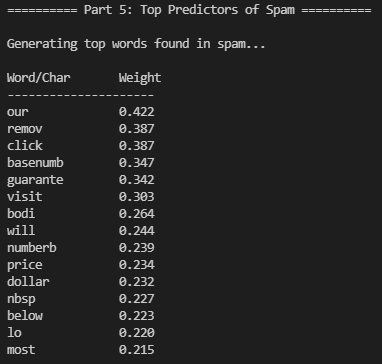 ========== Part 5: Top Predictors of Spam ==========
Generating top words found in spam...
Word/Char Weight
---------------------
our 0.422
remov 0.387
click 0.387
basenumb 0.347
guarante 0.342
visit 0.303
bodi 0.264
will 0.244
numberb 0.239
price 0.234
dollar 0.232
nbsp 0.227
below 0.223
lo 0.220
most 0.215